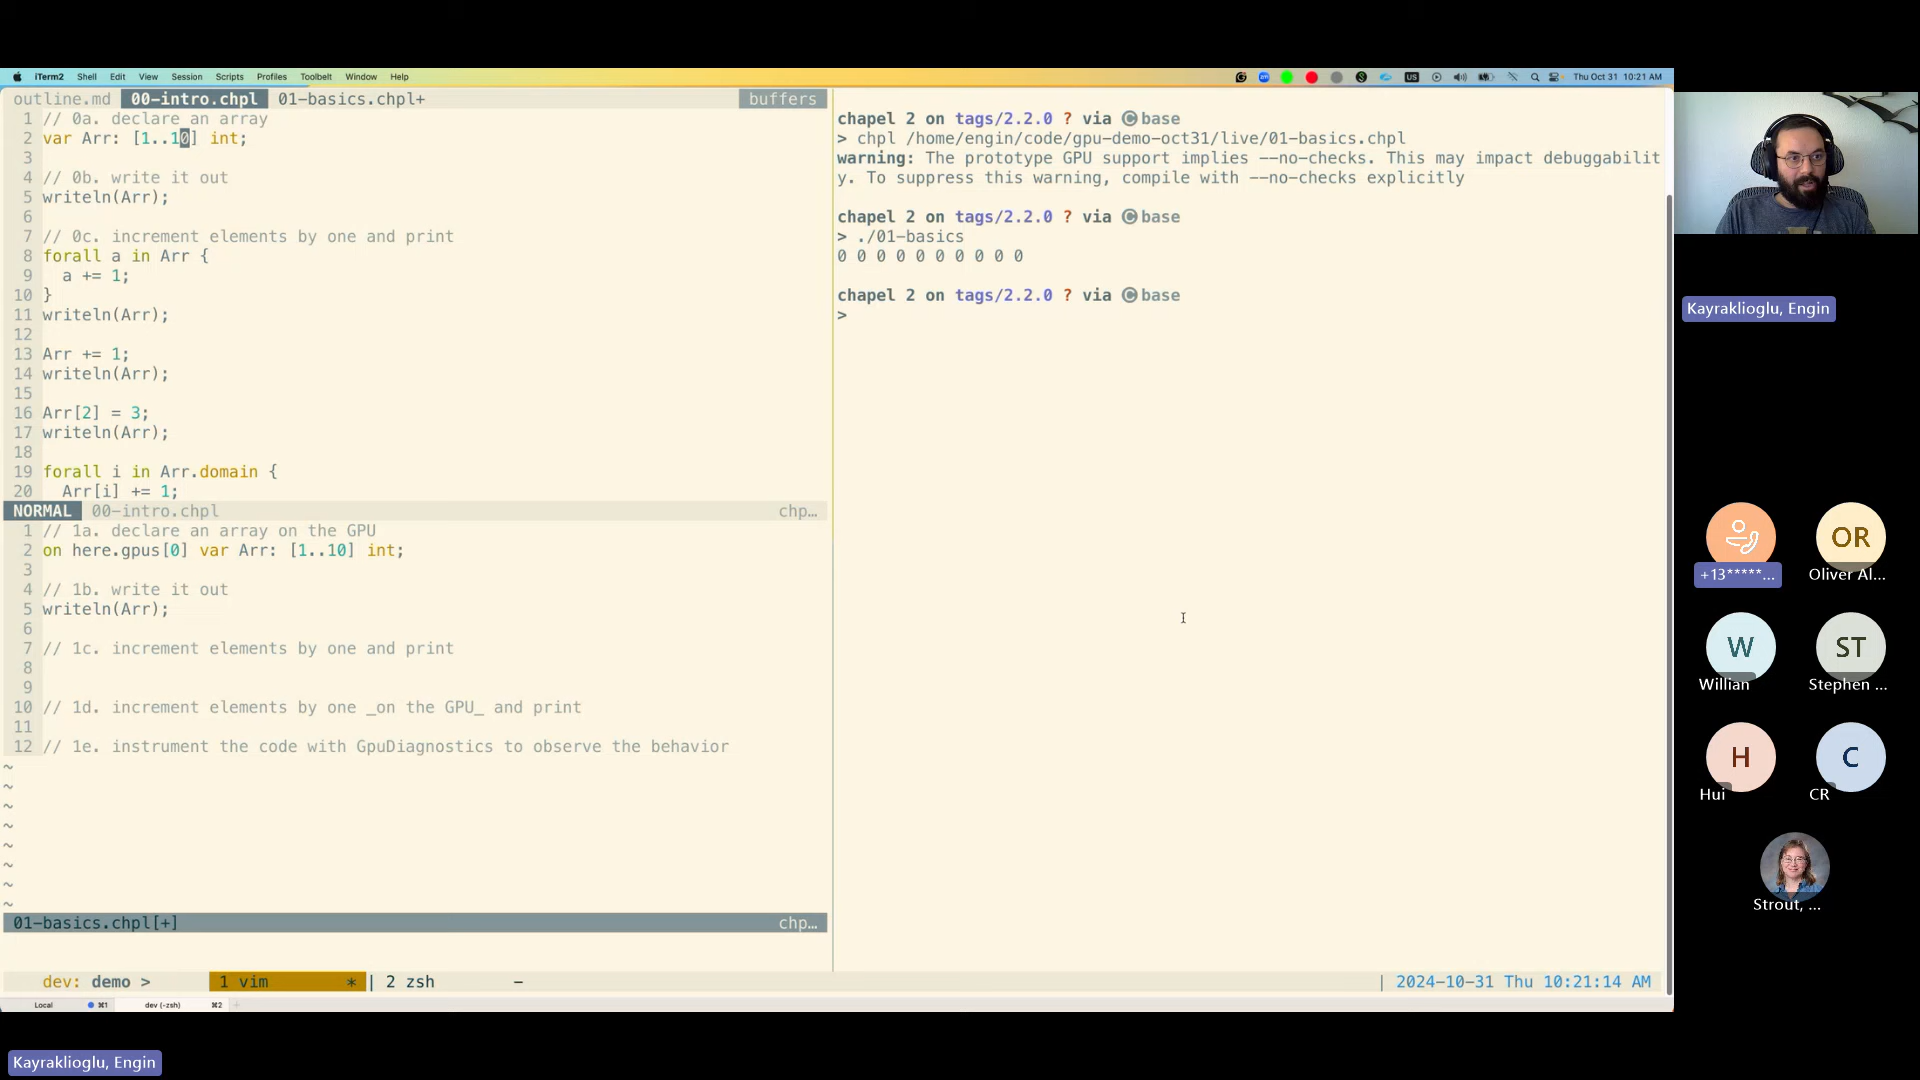 iTerm2 Shell Edit View Session Scripts Profiles Toolbelt Window Help
US
Thu Oct 31 10:21 AM
outline.md 00-intro.chpl 01-basics.chpl+ buffers
1 // 0a. declare an array
2 var Arr: [1..10] int;
3
4 // 0b. write it out
5 writeln(Arr);
6
7 // 0c. increment elements by one and print
8 forall a in Arr {
9 a += 1;
10 }
11 writeln(Arr);
12
13 Arr += 1;
14 writeln(Arr);
15
16 Arr[2] = 3;
17 writeln(Arr);
18
19 forall i in Arr.domain {
20 Arr[i] += 1;
NORMAL 00-intro.chpl chp…
1 // 1a. declare an array on the GPU
2 on here.gpus[0] var Arr: [1..10] int;
3
4 // 1b. write it out
5 writeln(Arr);
6
7 // 1c. increment elements by one and print
8
9
10 // 1d. increment elements by one _on the GPU_ and print
11
12 // 1e. instrument the code with GpuDiagnostics to observe the behavior
~
~
~
~
~
~
~
~
01-basics.chpl[+] chp…
chapel 2 on tags/2.2.0 ? via C base
> chpl /home/engin/code/gpu-demo-oct31/live/01-basics.chpl
warning: The prototype GPU support implies --no-checks. This may impact debuggabilit
y. To suppress this warning, compile with --no-checks explicitly
chapel 2 on tags/2.2.0 ? via C base
> ./01-basics
0 0 0 0 0 0 0 0 0 0
chapel 2 on tags/2.2.0 ? via C base
>
dev: demo > 1 vim *| 2 zsh - | 2024-10-31 Thu 10:21:14 AM
Local ⌘1 dev (-zsh) ⌘2 +
Kayraklioglu, Engin
+13*****...
OR
Oliver Al...
W
Willian
ST
Stephen ...
H
Hui
C
CR
Strout, ...
Kayraklioglu, Engin